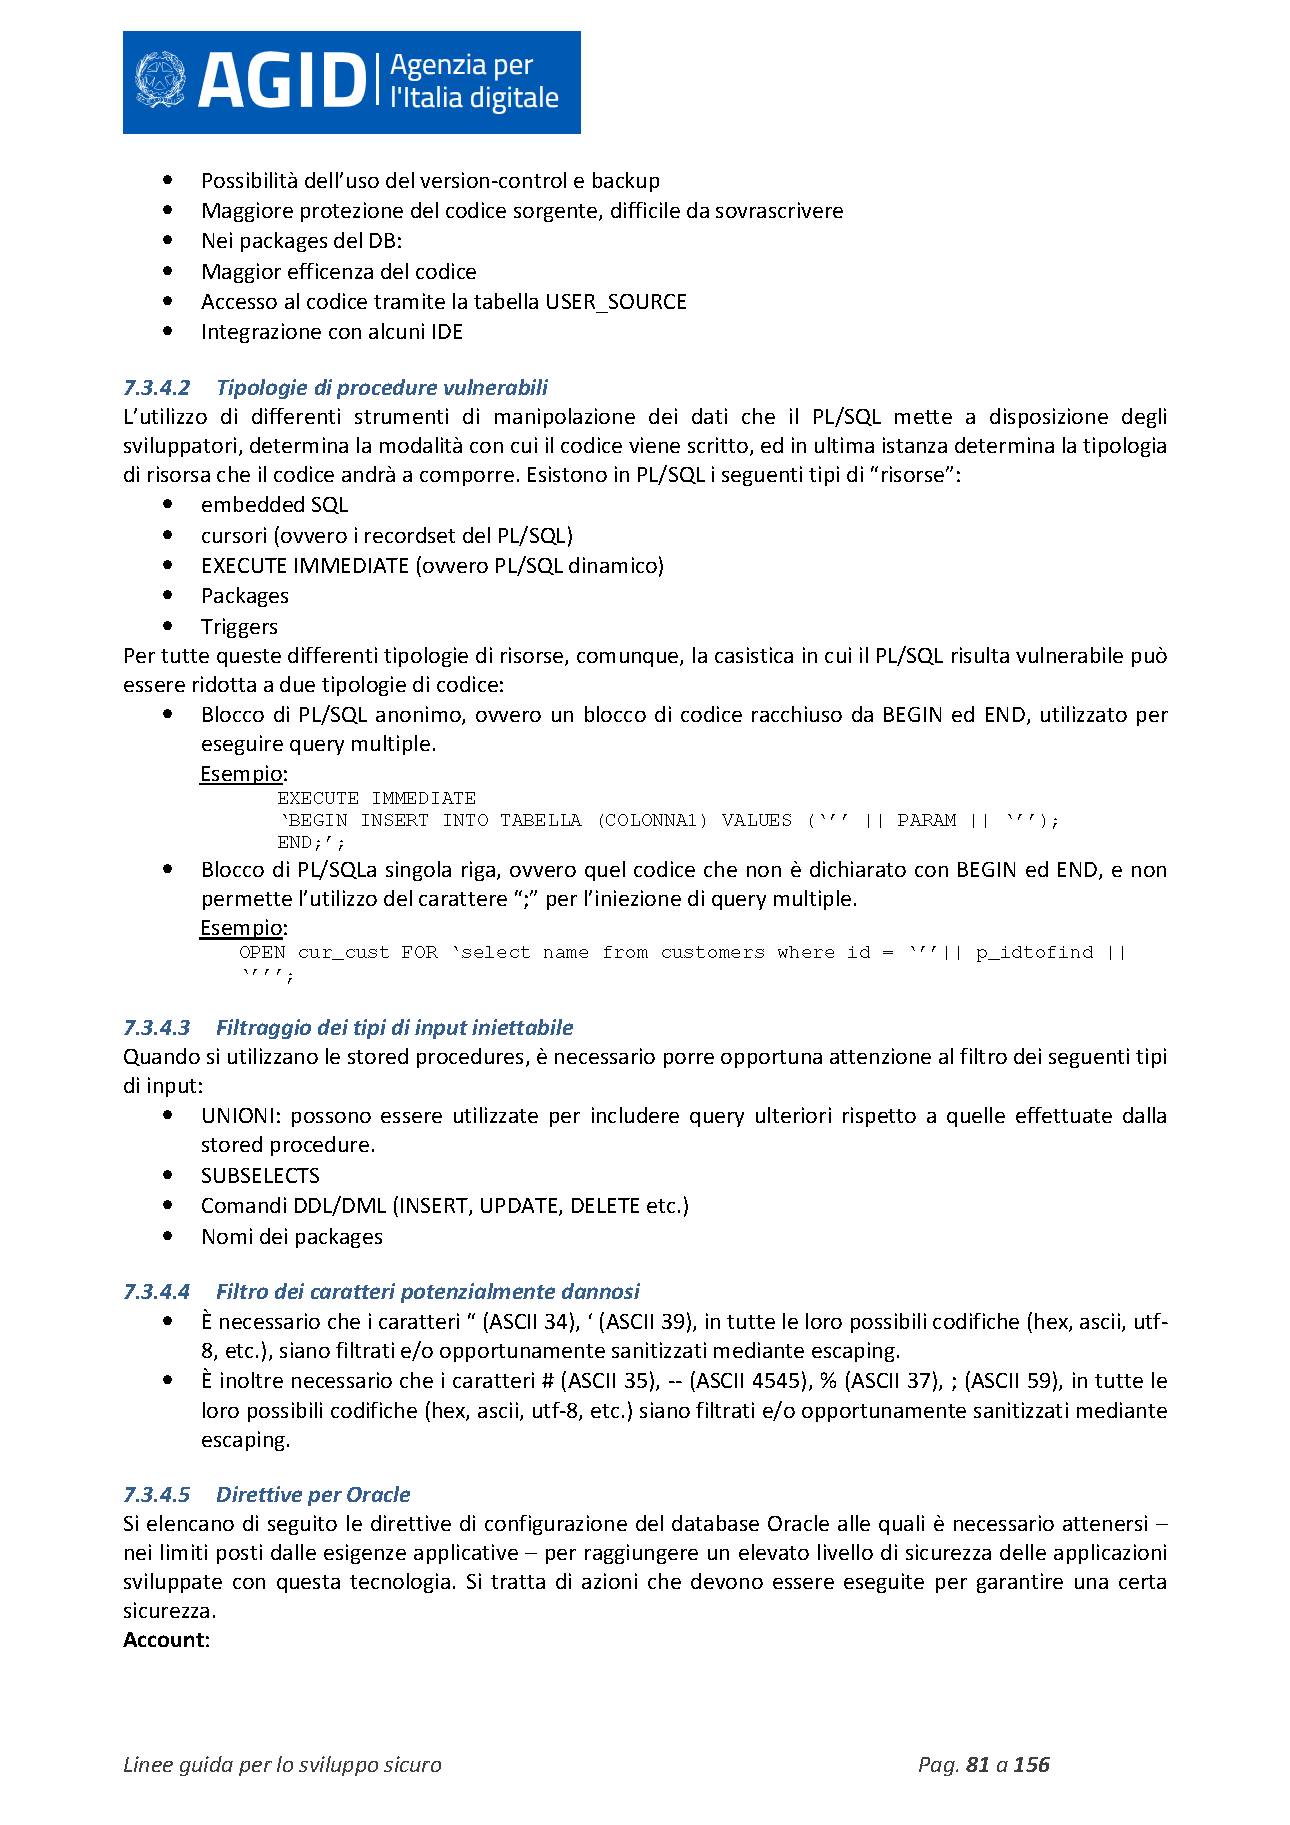 AGID Agenzia per
l'Italia digitale
• Possibilità dell’uso del version-control e backup
• Maggiore protezione del codice sorgente, difficile da sovrascrivere
• Nei packages del DB:
• Maggior efficenza del codice
• Accesso al codice tramite la tabella USER_SOURCE
• Integrazione con alcuni IDE
7.3.4.2 Tipologie di procedure vulnerabili
L’utilizzo di differenti strumenti di manipolazione dei dati che il PL/SQL mette a disposizione degli
sviluppatori, determina la modalità con cui il codice viene scritto, ed in ultima istanza determina la tipologia
di risorsa che il codice andrà a comporre. Esistono in PL/SQL i seguenti tipi di “risorse”:
• embedded SQL
• cursori (ovvero i recordset del PL/SQL)
• EXECUTE IMMEDIATE (ovvero PL/SQL dinamico)
• Packages
• Triggers
Per tutte queste differenti tipologie di risorse, comunque, la casistica in cui il PL/SQL risulta vulnerabile può
essere ridotta a due tipologie di codice:
• Blocco di PL/SQL anonimo, ovvero un blocco di codice racchiuso da BEGIN ed END, utilizzato per
eseguire query multiple.
Esempio:
EXECUTE IMMEDIATE
‘BEGIN INSERT INTO TABELLA (COLONNA1) VALUES (‘’’ || PARAM || ‘’’);
END;’;
• Blocco di PL/SQLa singola riga, ovvero quel codice che non è dichiarato con BEGIN ed END, e non
permette l’utilizzo del carattere “;” per l’iniezione di query multiple.
Esempio:
OPEN cur_cust FOR ‘select name from customers where id = ‘’’|| p_idtofind ||
‘’’’;
7.3.4.3 Filtraggio dei tipi di input iniettabile
Quando si utilizzano le stored procedures, è necessario porre opportuna attenzione al filtro dei seguenti tipi
di input:
• UNIONI: possono essere utilizzate per includere query ulteriori rispetto a quelle effettuate dalla
stored procedure.
• SUBSELECTS
• Comandi DDL/DML (INSERT, UPDATE, DELETE etc.)
• Nomi dei packages
7.3.4.4 Filtro dei caratteri potenzialmente dannosi
• È necessario che i caratteri “ (ASCII 34), ‘ (ASCII 39), in tutte le loro possibili codifiche (hex, ascii, utf-
8, etc.), siano filtrati e/o opportunamente sanitizzati mediante escaping.
• È inoltre necessario che i caratteri # (ASCII 35), -- (ASCII 4545), % (ASCII 37), ; (ASCII 59), in tutte le
loro possibili codifiche (hex, ascii, utf-8, etc.) siano filtrati e/o opportunamente sanitizzati mediante
escaping.
7.3.4.5 Direttive per Oracle
Si elencano di seguito le direttive di configurazione del database Oracle alle quali è necessario attenersi –
nei limiti posti dalle esigenze applicative – per raggiungere un elevato livello di sicurezza delle applicazioni
sviluppate con questa tecnologia. Si tratta di azioni che devono essere eseguite per garantire una certa
sicurezza.
Account:
Linee guida per lo sviluppo sicuro Pag. 81 a 156